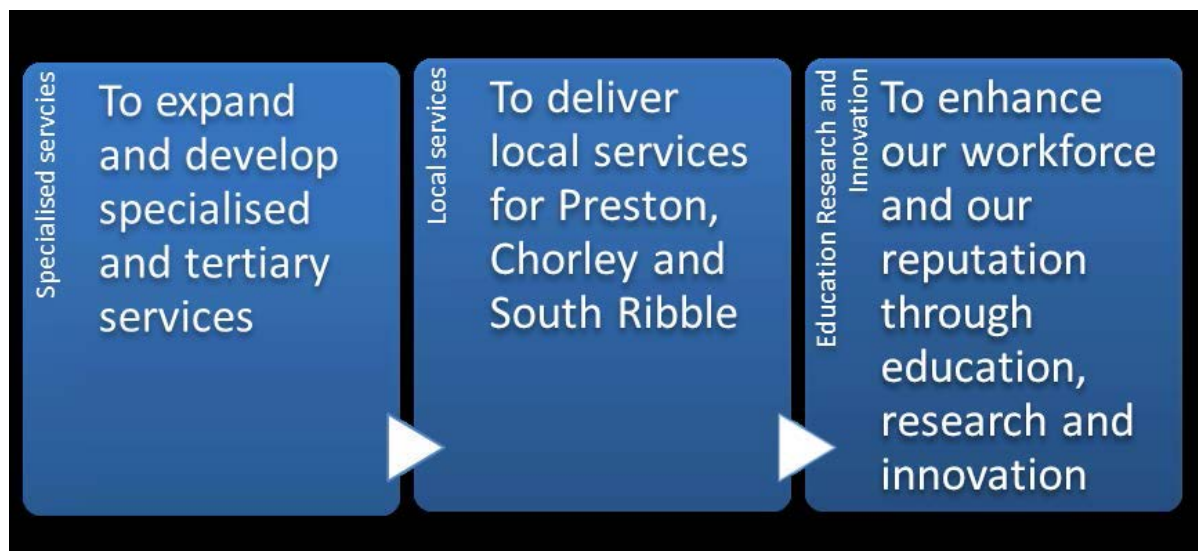 Specialised servcies
To expand
and develop
specialised
and tertiary
services
Local services
To deliver
local services
for Preston,
Chorley and
South Ribble
Education Research and
Innovation
To enhance
our workforce
and our
reputation
through
education,
research and
innovation